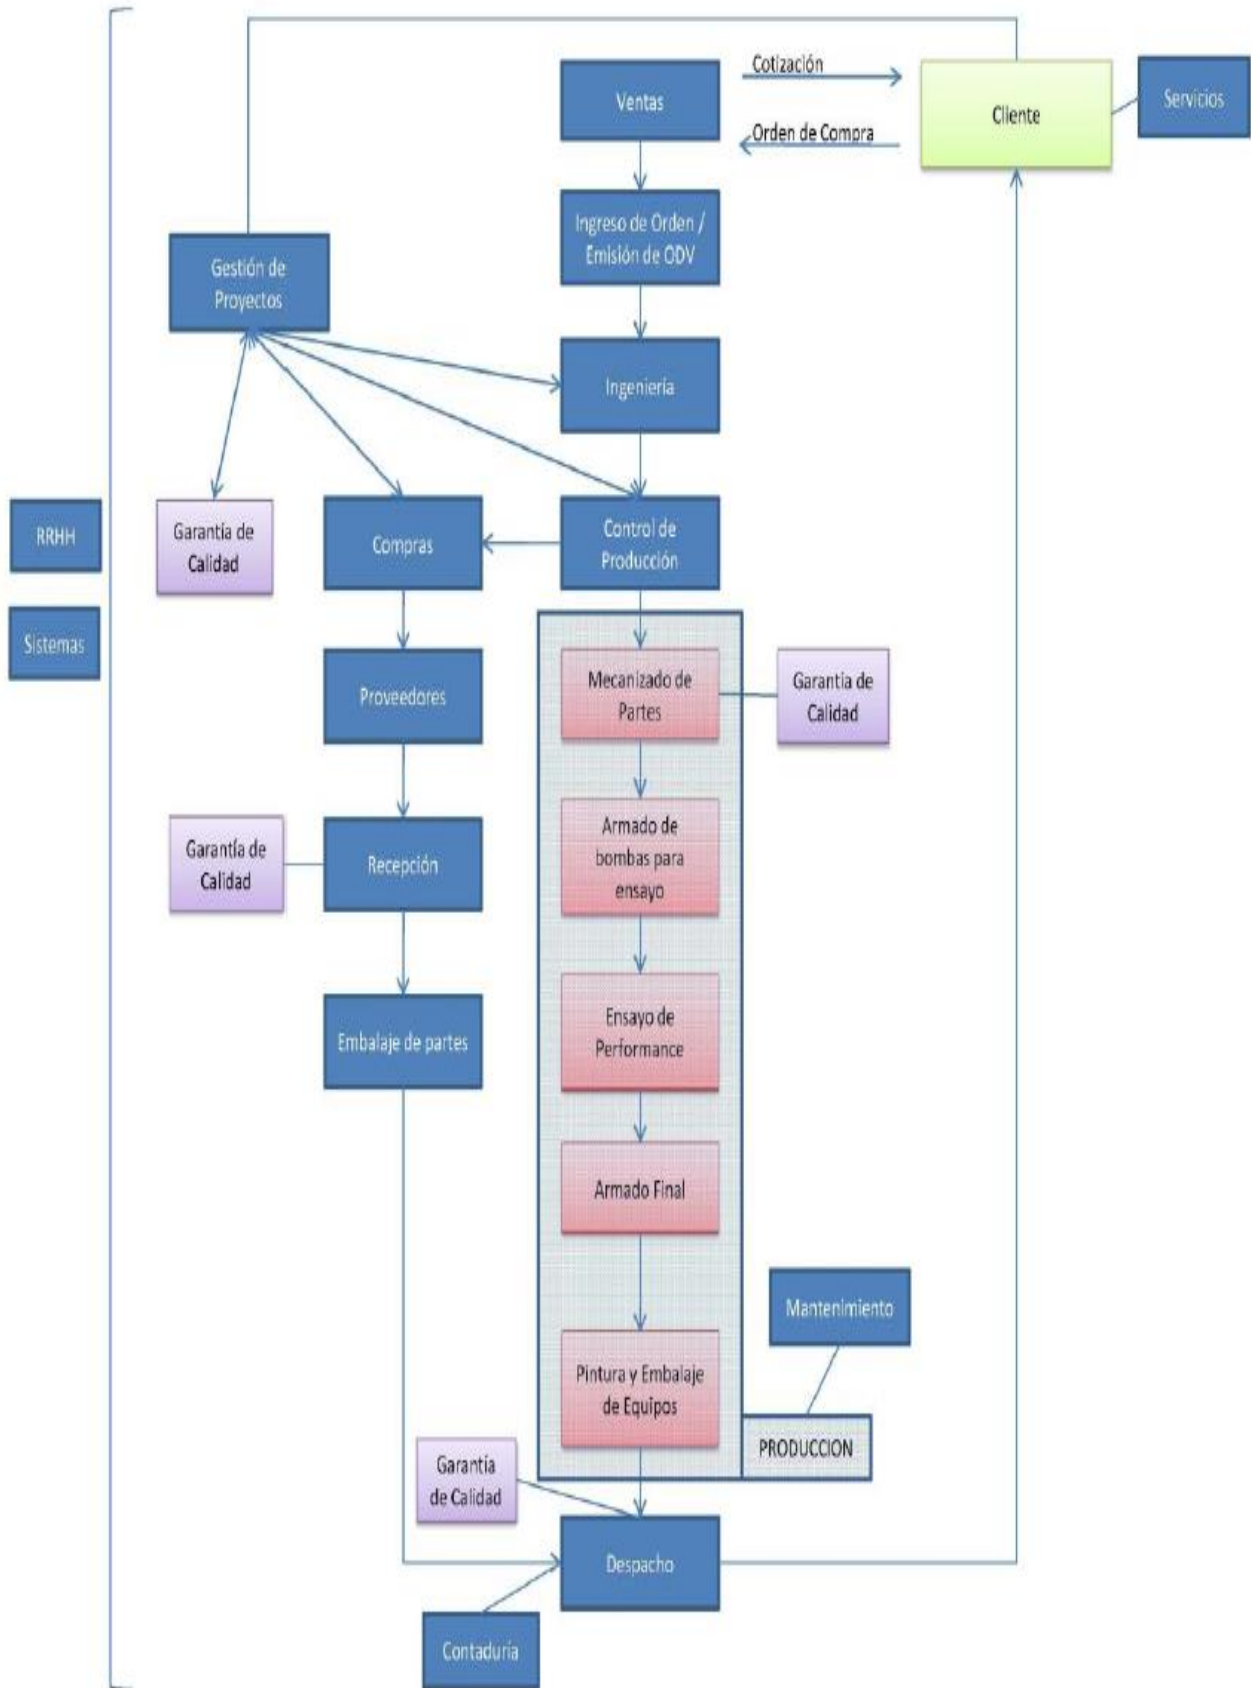 Cotización
Ventas
Cliente
Servicios
Orden de Compra
Ingreso de Orden /
Emisión de ODV
Gestión de
Proyectos
Ingeniería
RRHH
Garantía de
Calidad
Compras
Control de
Producción
Sistemas
Proveedores
Mecanizado de
Partes
Garantía de
Calidad
Garantía de
Calidad
Recepción
Armado de
bombas para
ensayo
Embalaje de partes
Ensayo de
Performance
Armado Final
Mantenimiento
Pintura y Embalaje
de Equipos
PRODUCCION
Garantía
de Calidad
Despacho
Contaduría